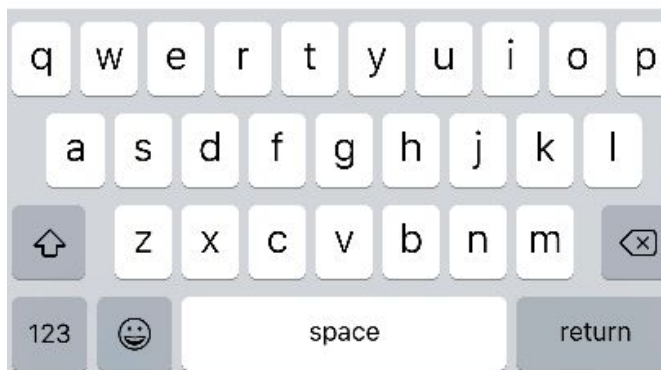 q w e r t y u i o p
a s d f g h j k l
z x c v b n m
123 space return